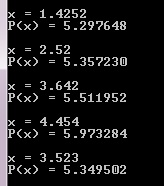 x = 1.4252
P(x) = 5.297648
x = 2.52
P(x) = 5.357230
x = 3.642
P(x) = 5.511952
x = 4.454
P(x) = 5.973284
x = 3.523
P(x) = 5.349502